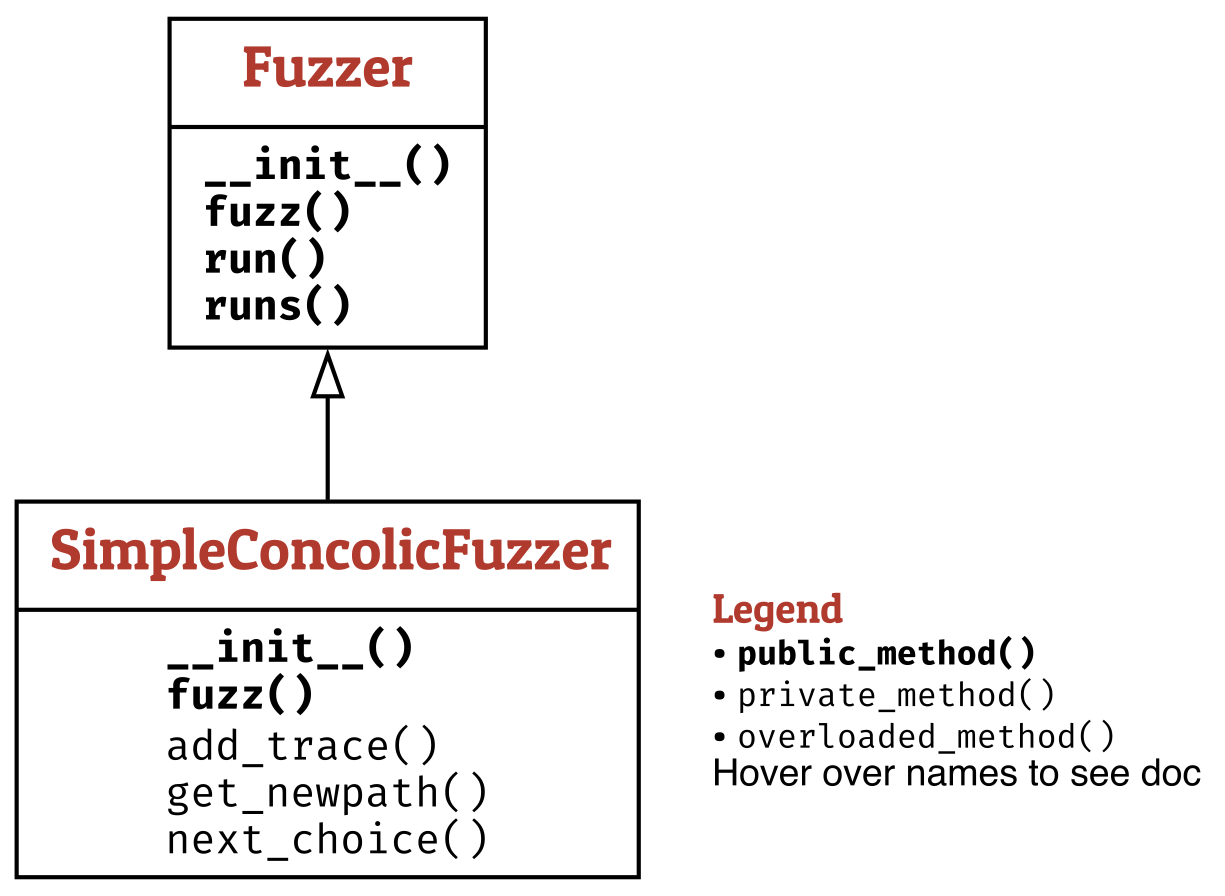 Fuzzer
__init__()
fuzz()
run()
runs()
SimpleConcolicFuzzer
__init__()
fuzz()
add_trace()
get_newpath()
next_choice()
Legend
• public_method()
• private_method()
• overloaded_method()
Hover over names to see doc